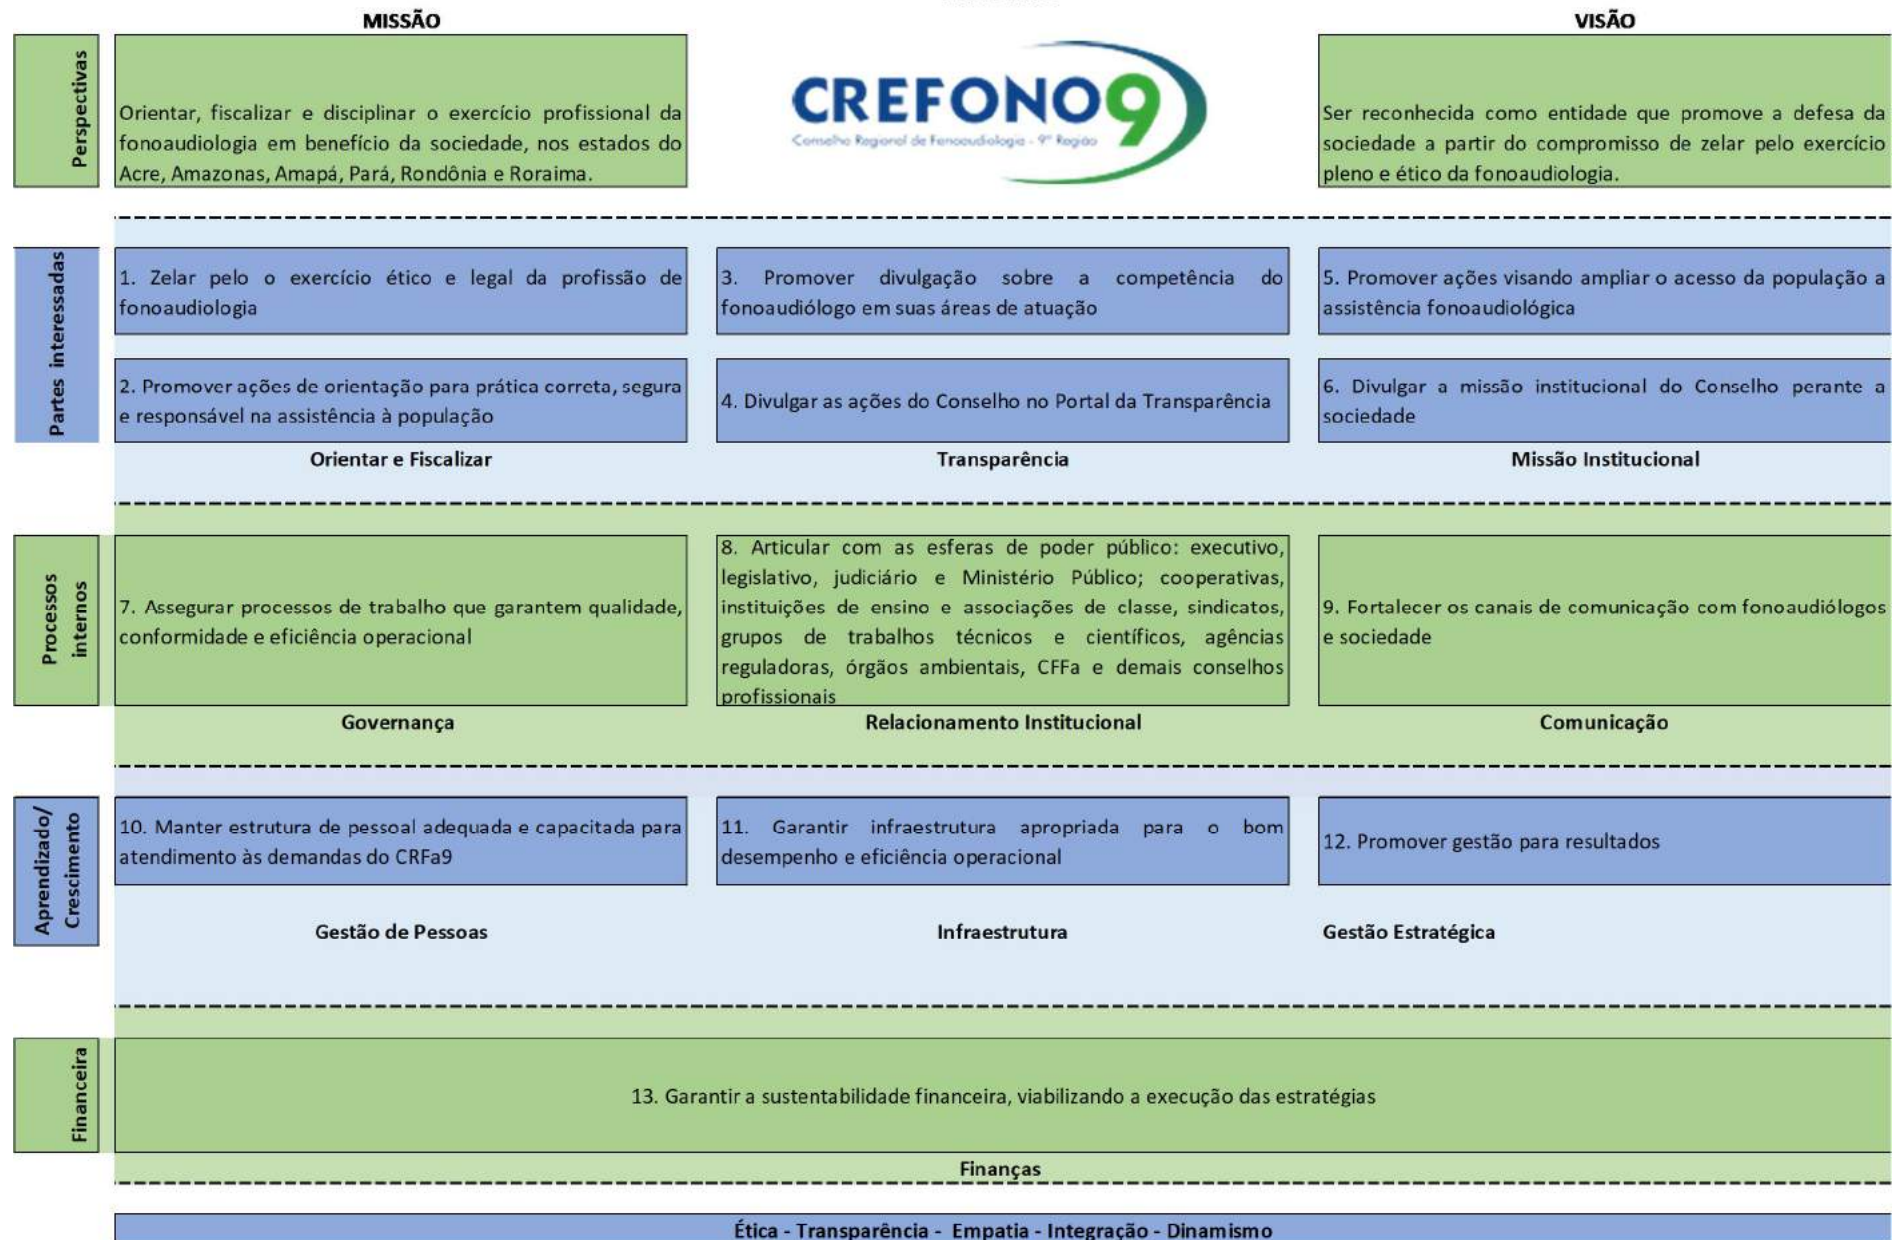 MISSÃO
VISÃO
Perspectivas
Orientar, fiscalizar e disciplinar o exercício profissional da
fonoaudiologia em benefício da sociedade, nos estados do
Acre, Amazonas, Amapá, Pará, Rondônia e Roraima.
CREFONO9
Conselho Regional de Fonoaudiologia - 9ª Região
Ser reconhecida como entidade que promove a defesa da
sociedade a partir do compromisso de zelar pelo exercício
pleno e ético da fonoaudiologia.
Partes interessadas
1. Zelar pelo o exercício ético e legal da profissão de
fonoaudiologia
3. Promover divulgação sobre a competência do
fonoaudiólogo em suas áreas de atuação
5. Promover ações visando ampliar o acesso da população a
assistência fonoaudiológica
2. Promover ações de orientação para prática correta, segura
e responsável na assistência à população
4. Divulgar as ações do Conselho no Portal da Transparência
6. Divulgar a missão institucional do Conselho perante a
sociedade
Orientar e Fiscalizar
Transparência
Missão Institucional
Processos
internos
7. Assegurar processos de trabalho que garantem qualidade,
conformidade e eficiência operacional
8. Articular com as esferas de poder público: executivo,
legislativo, judiciário e Ministério Público; cooperativas,
instituições de ensino e associações de classe, sindicatos,
grupos de trabalhos técnicos e científicos, agências
reguladoras, órgãos ambientais, CFFa e demais conselhos
profissionais
9. Fortalecer os canais de comunicação com fonoaudiólogos
e sociedade
Governança
Relacionamento Institucional
Comunicação
Aprendizado/
Crescimento
10. Manter estrutura de pessoal adequada e capacitada para
atendimento às demandas do CRFa9
11. Garantir infraestrutura apropriada para o bom
desempenho e eficiência operacional
12. Promover gestão para resultados
Gestão de Pessoas
Infraestrutura
Gestão Estratégica
Financeira
13. Garantir a sustentabilidade financeira, viabilizando a execução das estratégias
Finanças
Ética - Transparência - Empatia - Integração - Dinamismo